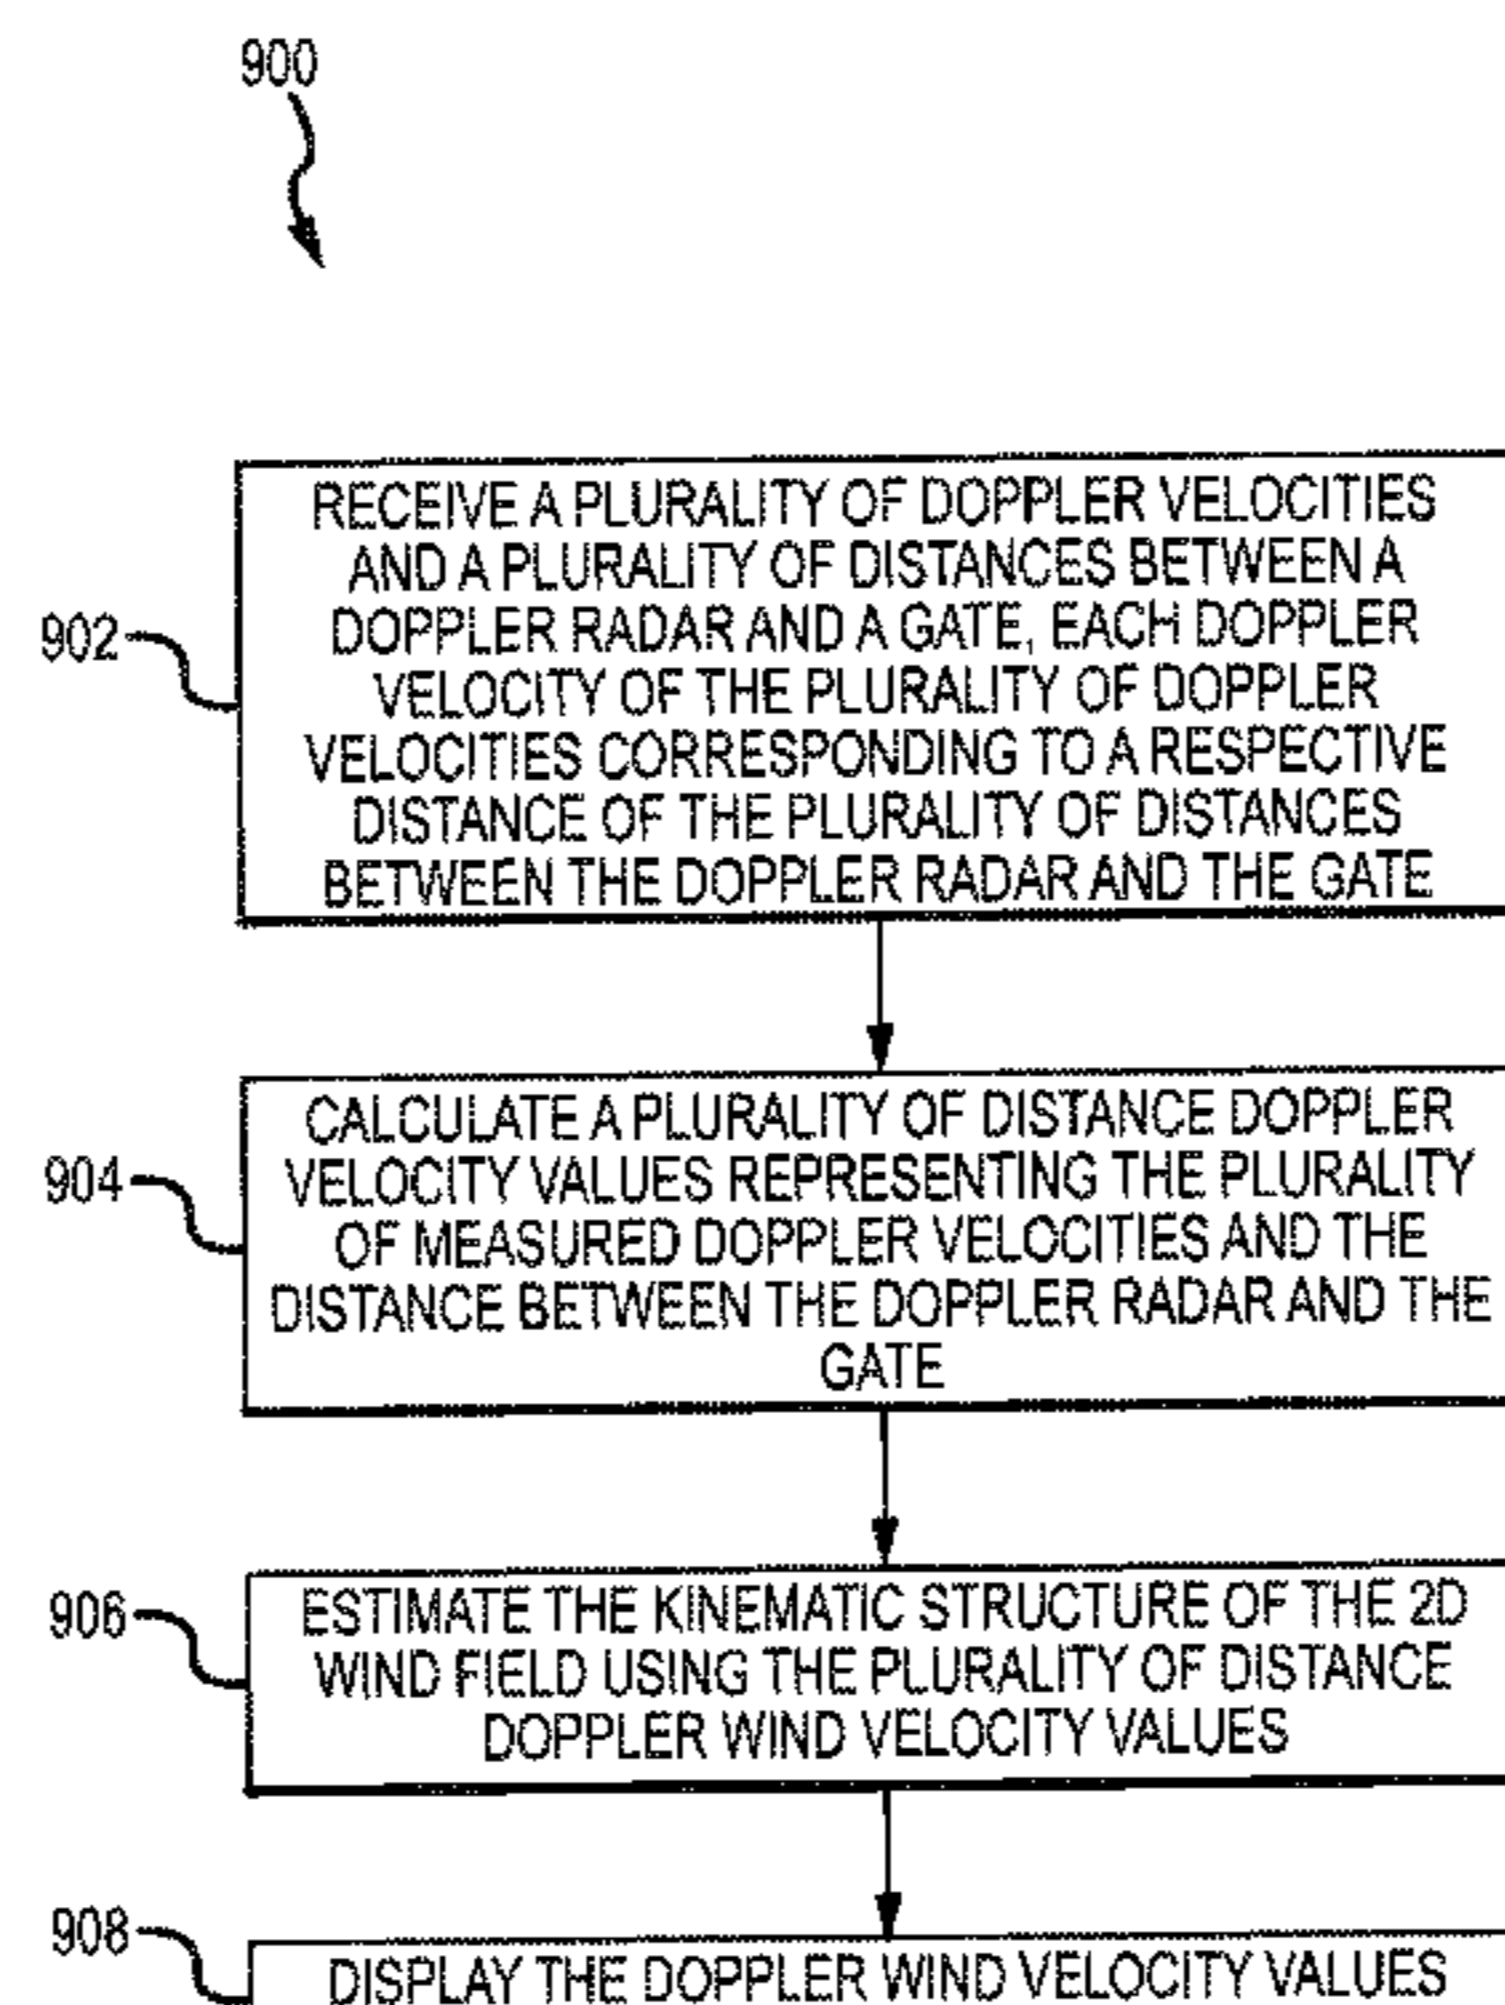 900
902
RECEIVE A PLURALITY OF DOPPLER VELOCITIES
AND A PLURALITY OF DISTANCES BETWEEN A
DOPPLER RADAR AND A GATE, EACH DOPPLER
VELOCITY OF THE PLURALITY OF DOPPLER
VELOCITIES CORRESPONDING TO A RESPECTIVE
DISTANCE OF THE PLURALITY OF DISTANCES
BETWEEN THE DOPPLER RADAR AND THE GATE
904
CALCULATE A PLURALITY OF DISTANCE DOPPLER
VELOCITY VALUES REPRESENTING THE PLURALITY
OF MEASURED DOPPLER VELOCITIES AND THE
DISTANCE BETWEEN THE DOPPLER RADAR AND THE
GATE
906
ESTIMATE THE KINEMATIC STRUCTURE OF THE 2D
WIND FIELD USING THE PLURALITY OF DISTANCE
DOPPLER WIND VELOCITY VALUES
908
DISPLAY THE DOPPLER WIND VELOCITY VALUES